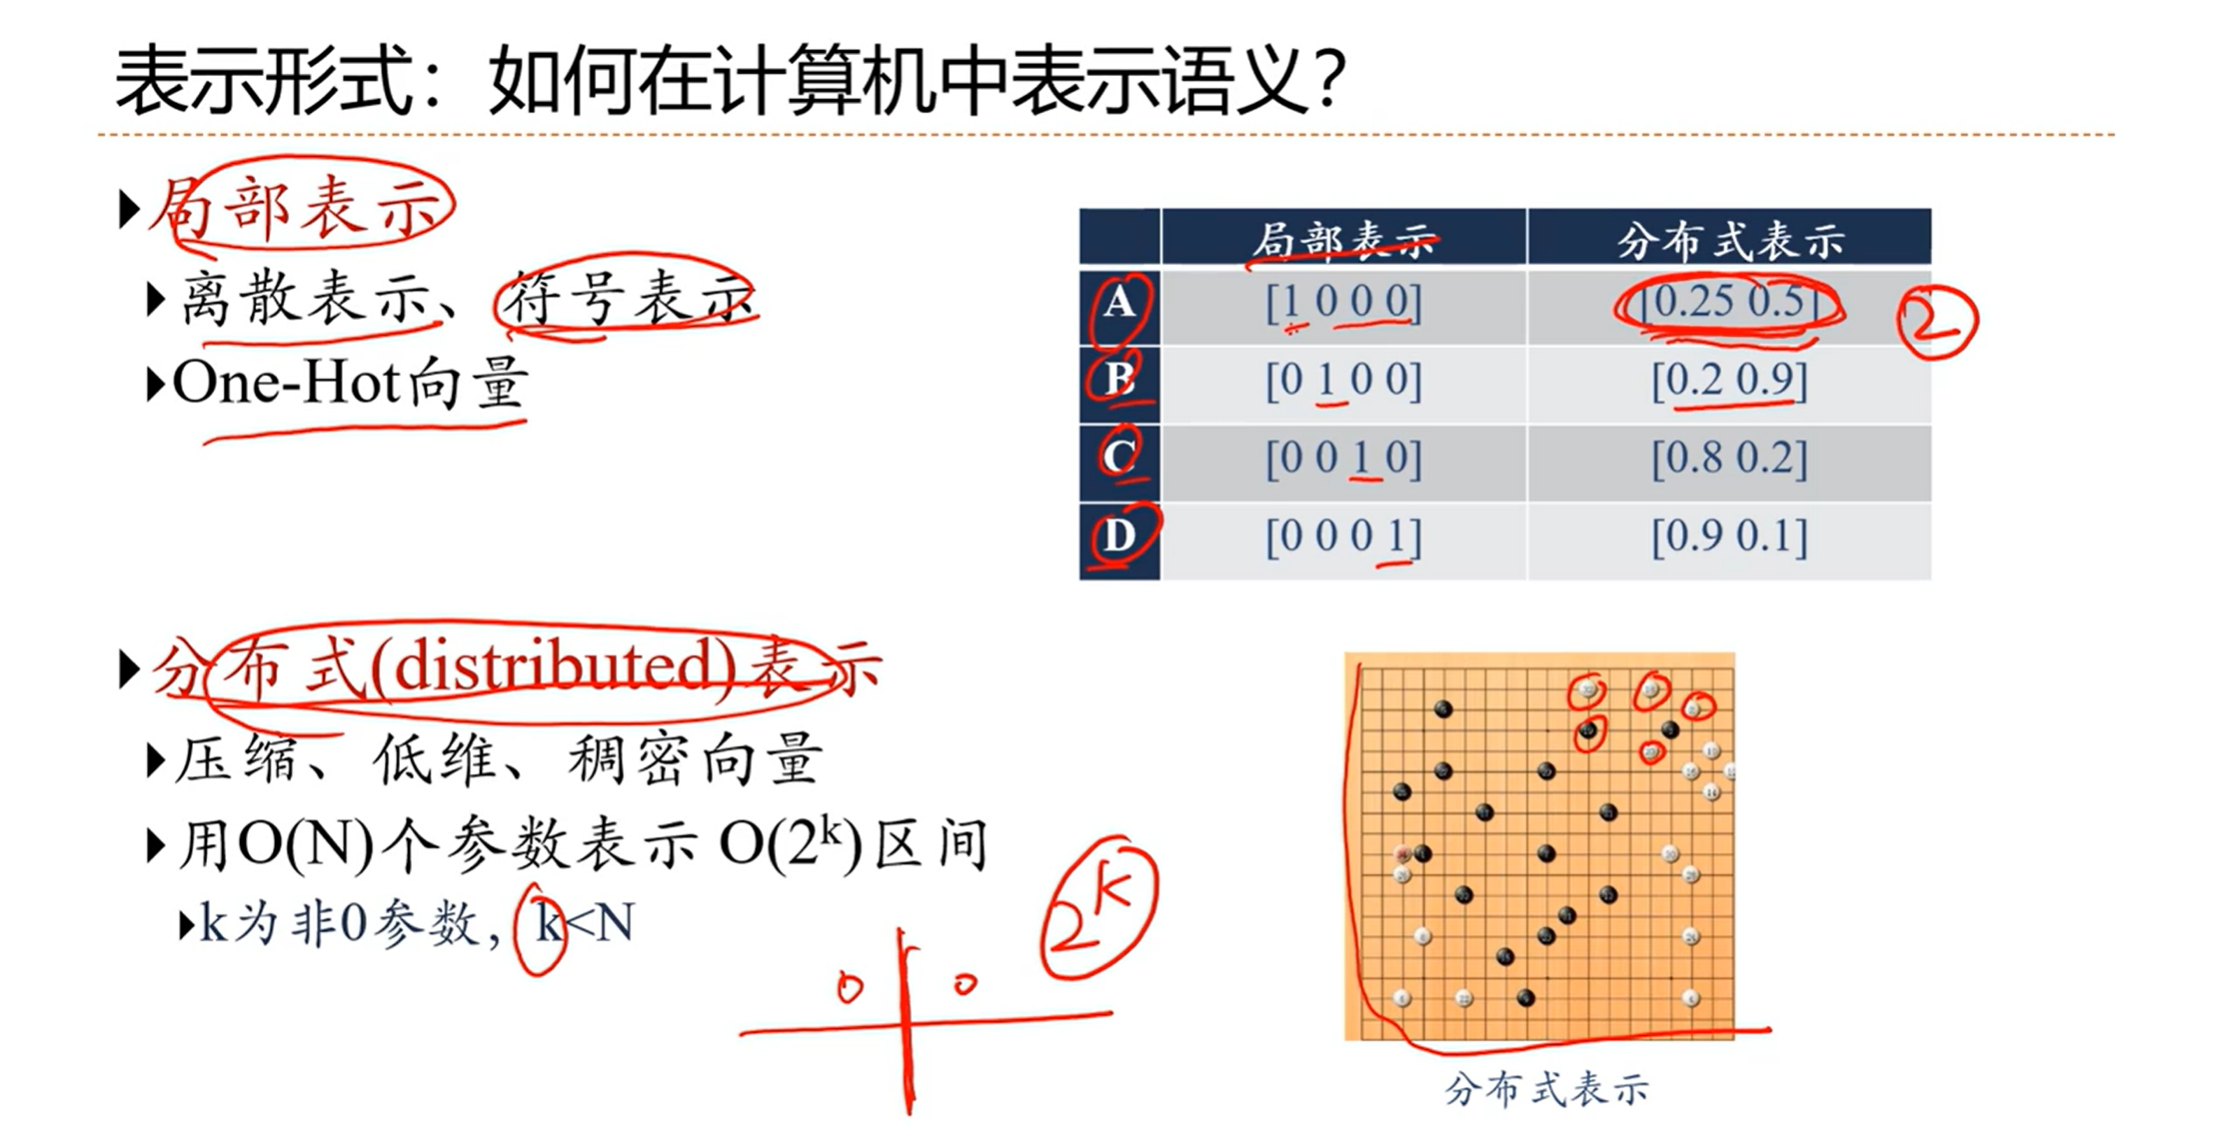 表示形式：如何在计算机中表示语义？
局部表示
离散表示、符号表示
One-Hot向量
局部表示 分布式表示
A [1 0 0 0] [0.25 0.5] 2
B [0 1 0 0] [0.2 0.9]
C [0 0 1 0] [0.8 0.2]
D [0 0 0 1] [0.9 0.1]
分布式(distributed)表示
压缩、低维、稠密向量
用O(N)个参数表示 O(2^k)区间
k为非0参数，k<N
2^k
0 0
分布式表示